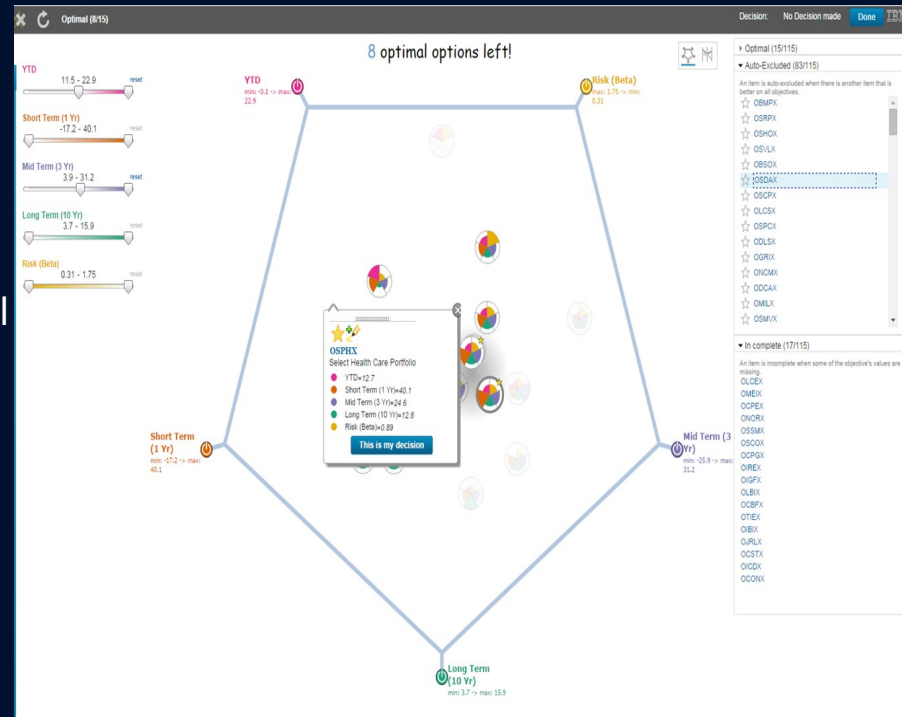 Optimal (8/15)
Decision:
No Decision made
Done
IBM
8 optimal options left!
YTD
11.5 - 22.9
reset
Short Term (1 Yr)
-17.2 - 40.1
reset
Mid Term (3 Yr)
3.9 - 31.2
reset
Long Term (10 Yr)
3.7 - 15.9
reset
Risk (Beta)
0.31 - 1.75
reset
YTD
min: -0.1 -> max:
22.9
Risk (Beta)
max: 1.75 -> min:
0.31
Short Term
(1 Yr)
min: -17.2 -> max:
40.1
Mid Term (3
Yr)
min: -25.9 -> max:
31.2
Long Term
(10 Yr)
min: 3.7 -> max: 15.9
OSPHX
Select Health Care Portfolio
YTD=12.7
Short Term (1 Yr)=40.1
Mid Term (3 Yr)=24.6
Long Term (10 Yr)=12.8
Risk (Beta)=0.89
This is my decision
Optimal (15/115)
Auto-Excluded (83/115)
An item is auto-excluded when there is another item that is
better on all objectives.
OBMPX
OSRPX
OSHOX
OSVLX
OBSOX
OSDAX
OSCPX
OLCSX
OSPCX
ODLSX
OGRIX
ONCMX
ODCAX
OMILX
OSMVX
In complete (17/115)
An item is incomplete when some of the objective's values are
missing.
OLCEX
OMEIX
OCPEX
ONORX
OSSMX
OSCOX
OCPGX
OIREX
OIGFX
OLBIX
OCBFX
OTIEX
OIBIX
OJRLX
OCSTX
OICDX
OCONX